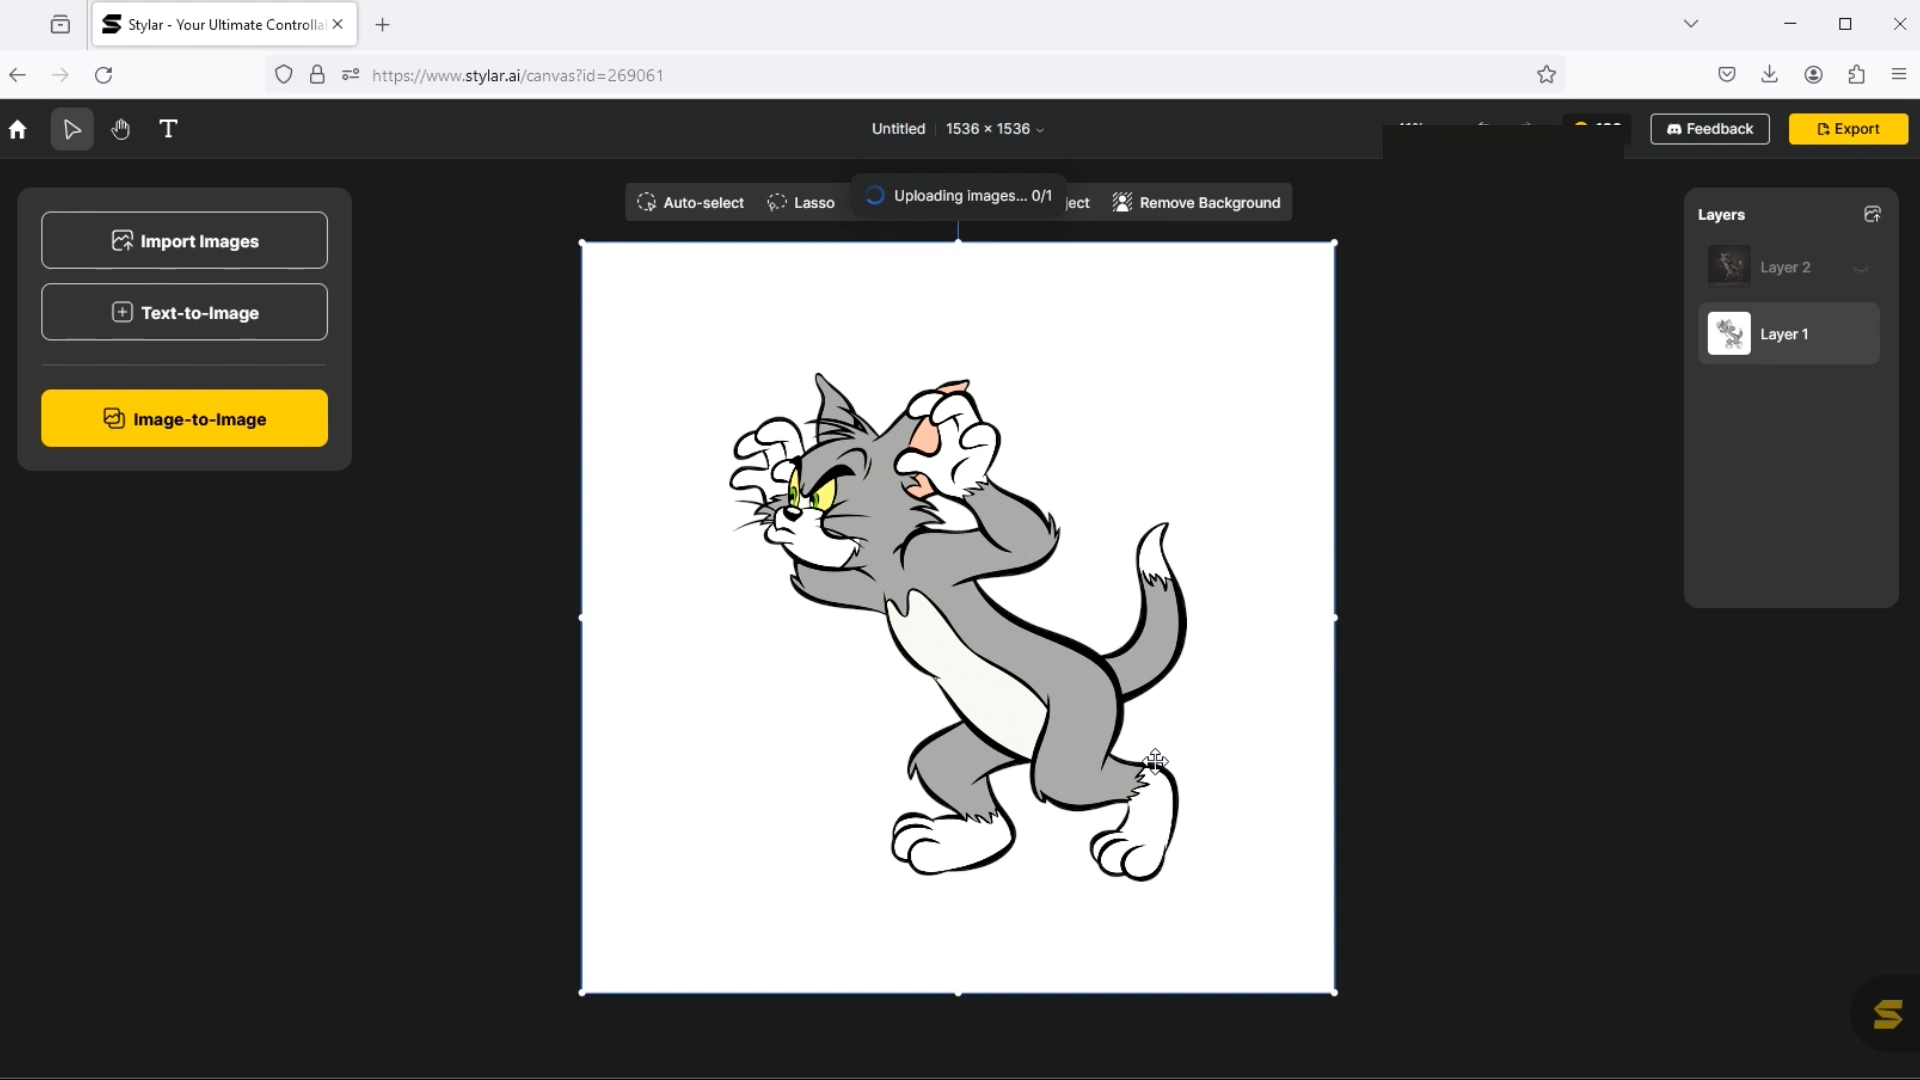 Stylar - Your Ultimate Controlla
https://www.stylar.ai/canvas?id=269061
T
Untitled
1536 × 1536
Feedback
Export
Auto-select
Lasso
Uploading images... 0/1
ject
Remove Background
Import Images
Text-to-Image
Image-to-Image
Layers
Layer 2
Layer 1